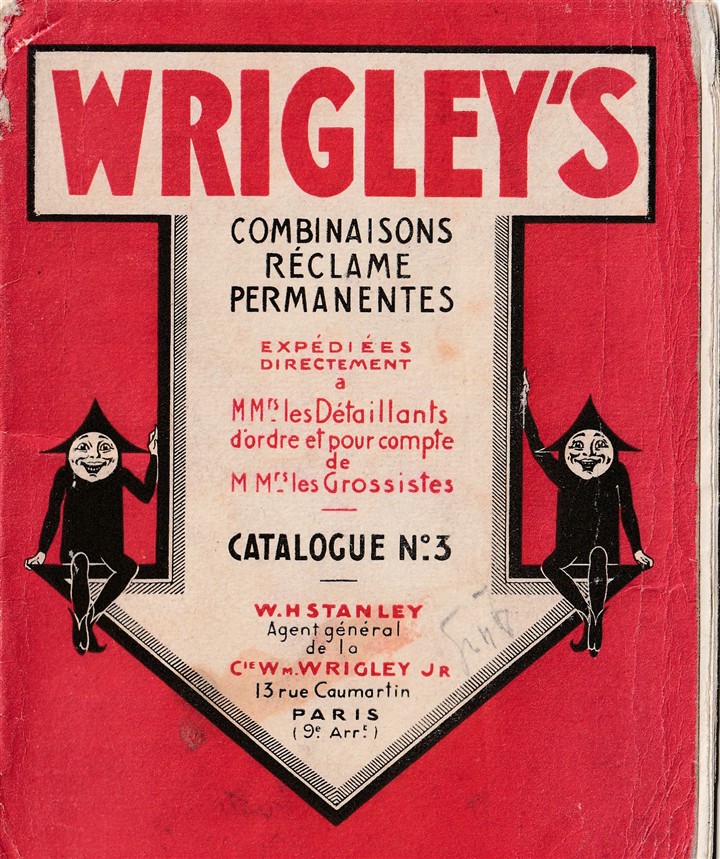 WRIGLEY'S
COMBINAISONS
RÉCLAME
PERMANENTES
EXPÉDIÉES
DIRECTEMENT
a
MMrs les Détaillants
d'ordre et pour compte
de
MMrs les Grossistes
CATALOGUE No. 3
W. H STANLEY
Agent général
de la
CIE WM. WRIGLEY JR
13 rue Caumartin
PARIS
(9e Arrt)